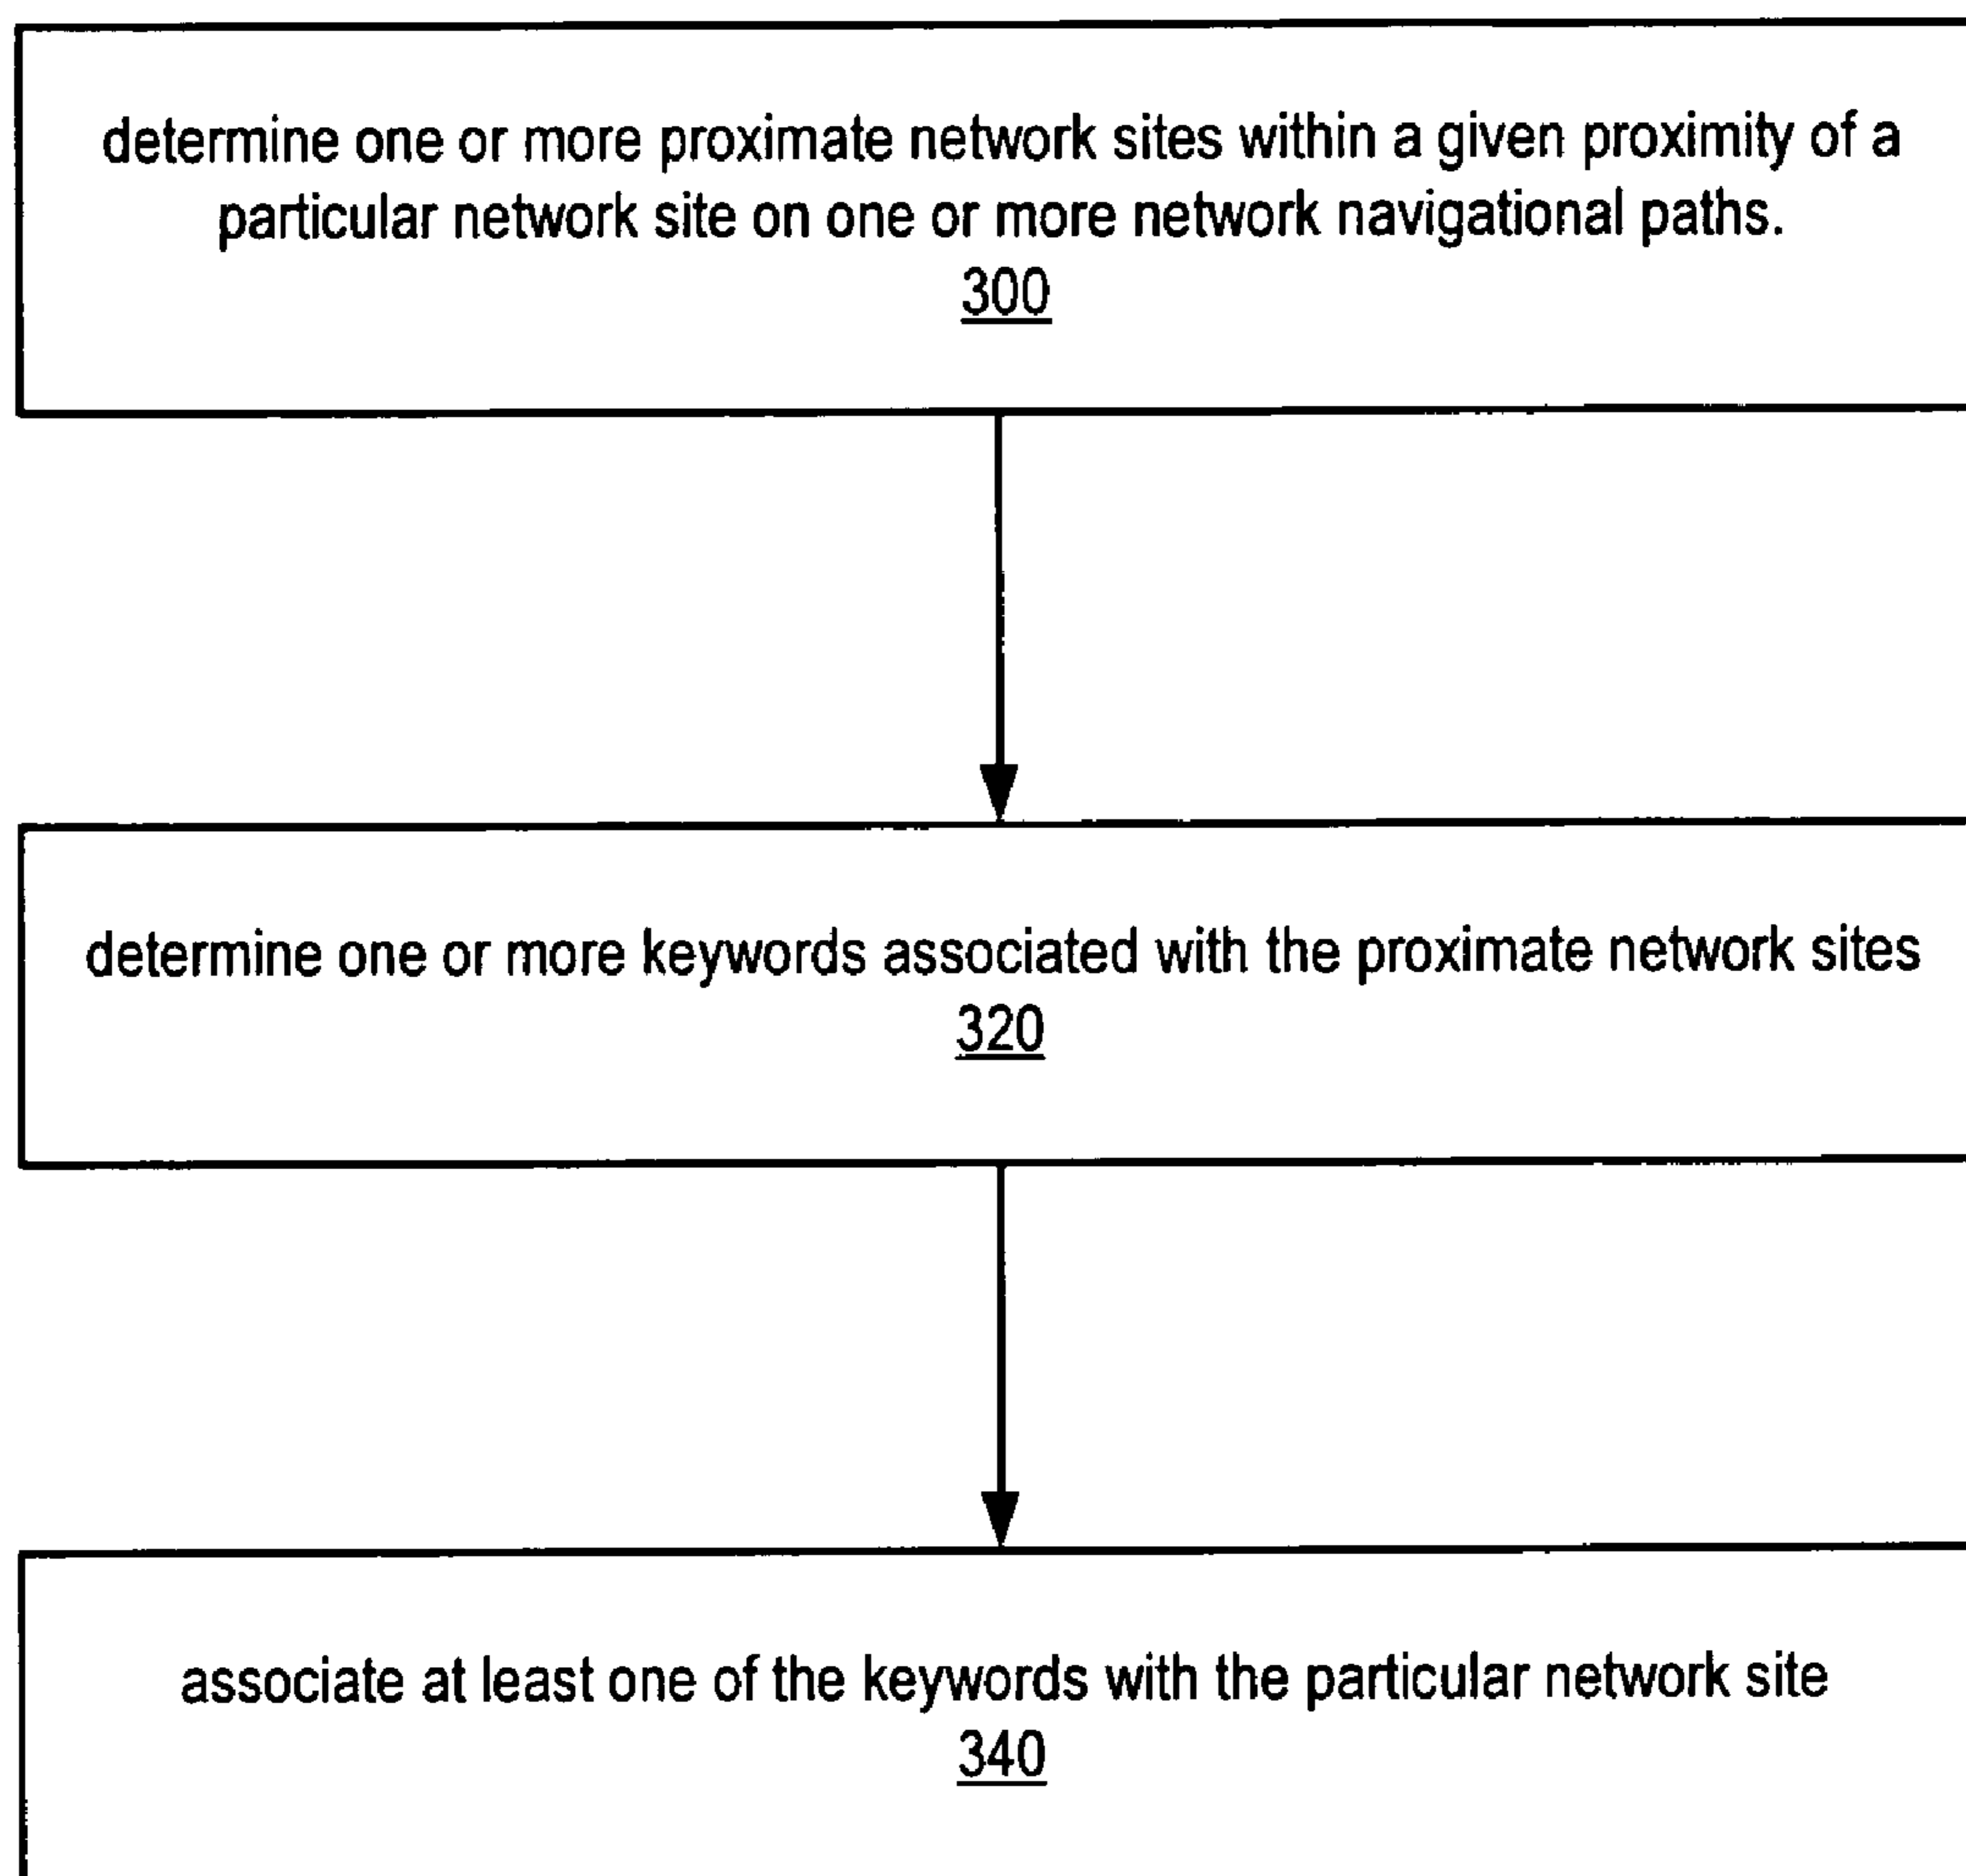 determine one or more proximate network sites within a given proximity of a
particular network site on one or more network navigational paths.
300
determine one or more keywords associated with the proximate network sites
320
associate at least one of the keywords with the particular network site
340